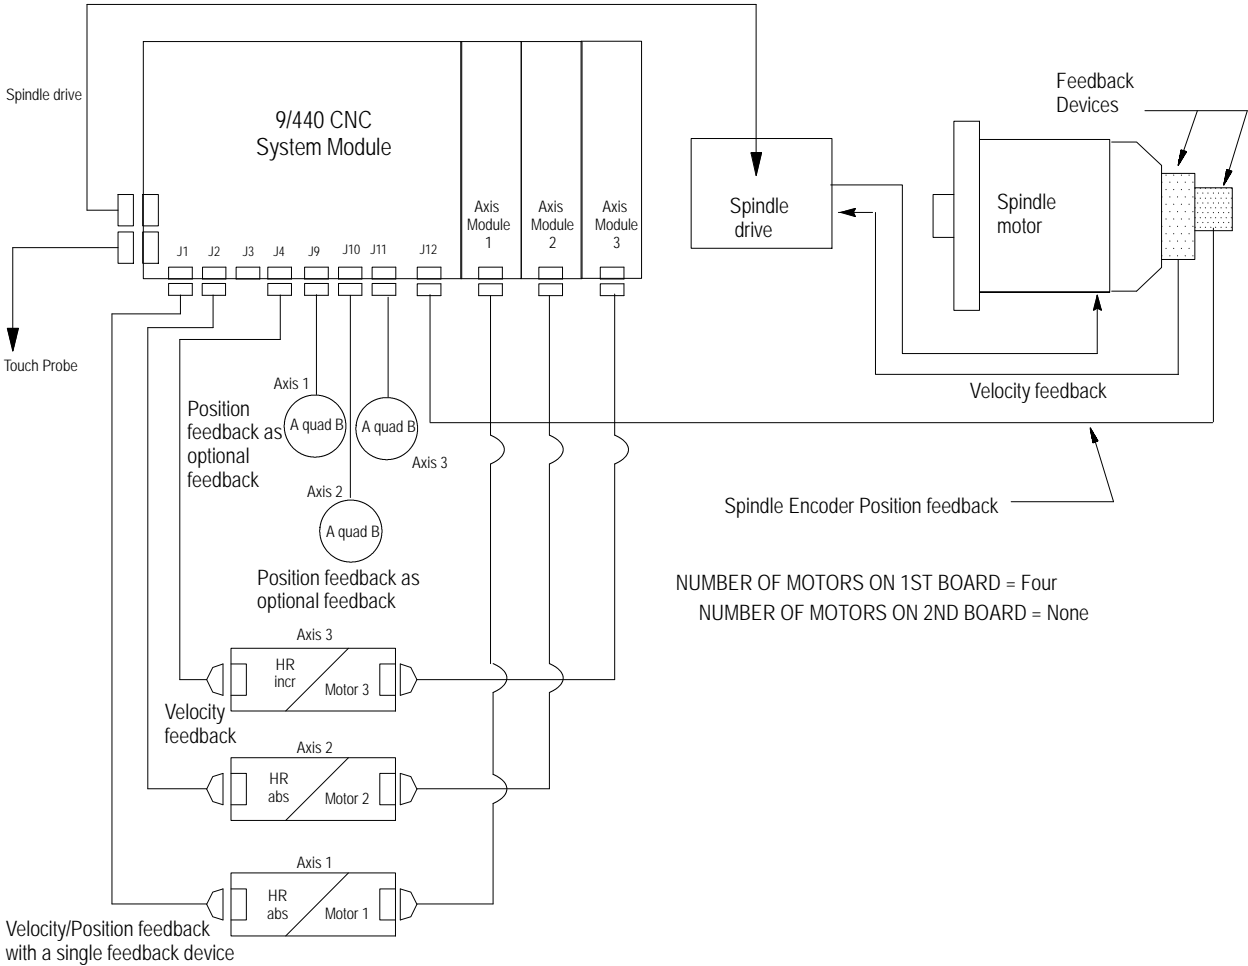 Spindle drive
9/440 CNC
System Module
Axis
Module
1
Axis
Module
2
Axis
Module
3
J1
J2
J3
J4
J9
J10
J11
J12
Touch Probe
Spindle
drive
Feedback
Devices
Spindle
motor
Velocity feedback
Axis 1
A quad B
A quad B
Axis 3
Position
feedback as
optional
feedback
Axis 2
A quad B
Position feedback as
optional feedback
Spindle Encoder Position feedback
NUMBER OF MOTORS ON 1ST BOARD = Four
NUMBER OF MOTORS ON 2ND BOARD = None
Axis 3
HR
incr
Motor 3
Velocity
feedback
Axis 2
HR
abs
Motor 2
Axis 1
HR
abs
Motor 1
Velocity/Position feedback
with a single feedback device